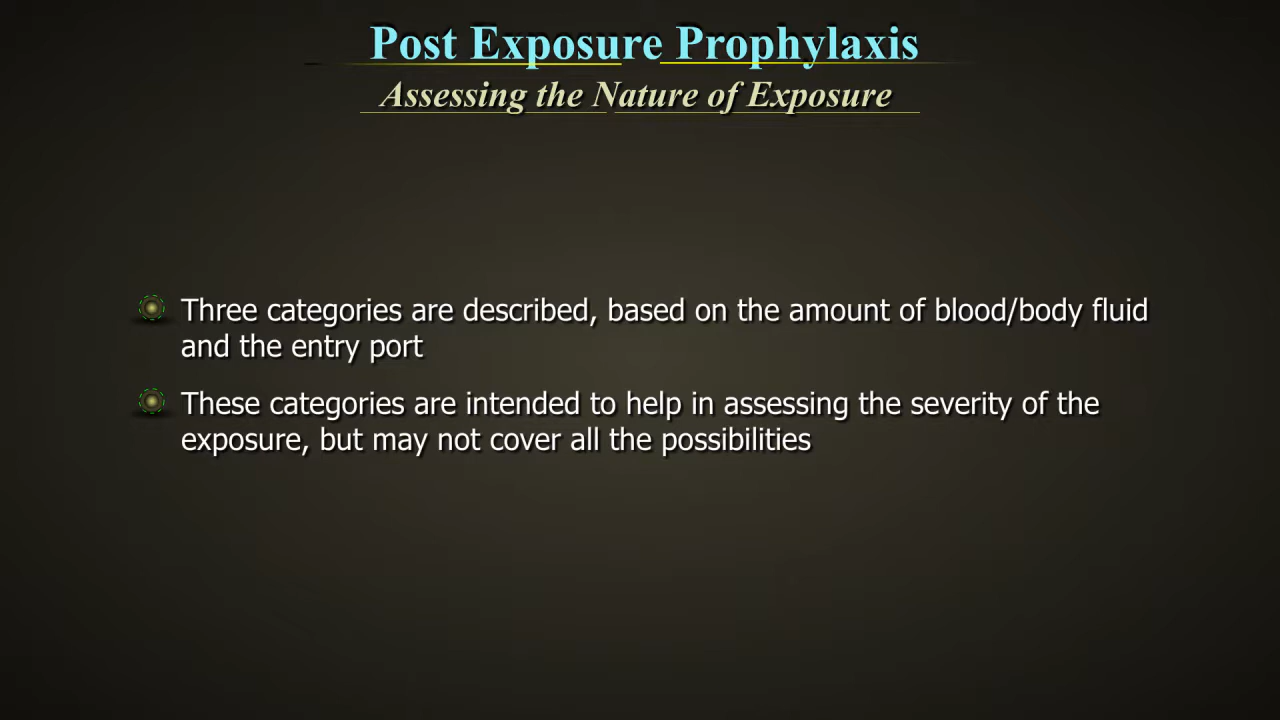 Post Exposure Prophylaxis
Assessing the Nature of Exposure
Three categories are described, based on the amount of blood/body fluid
and the entry port
These categories are intended to help in assessing the severity of the
exposure, but may not cover all the possibilities